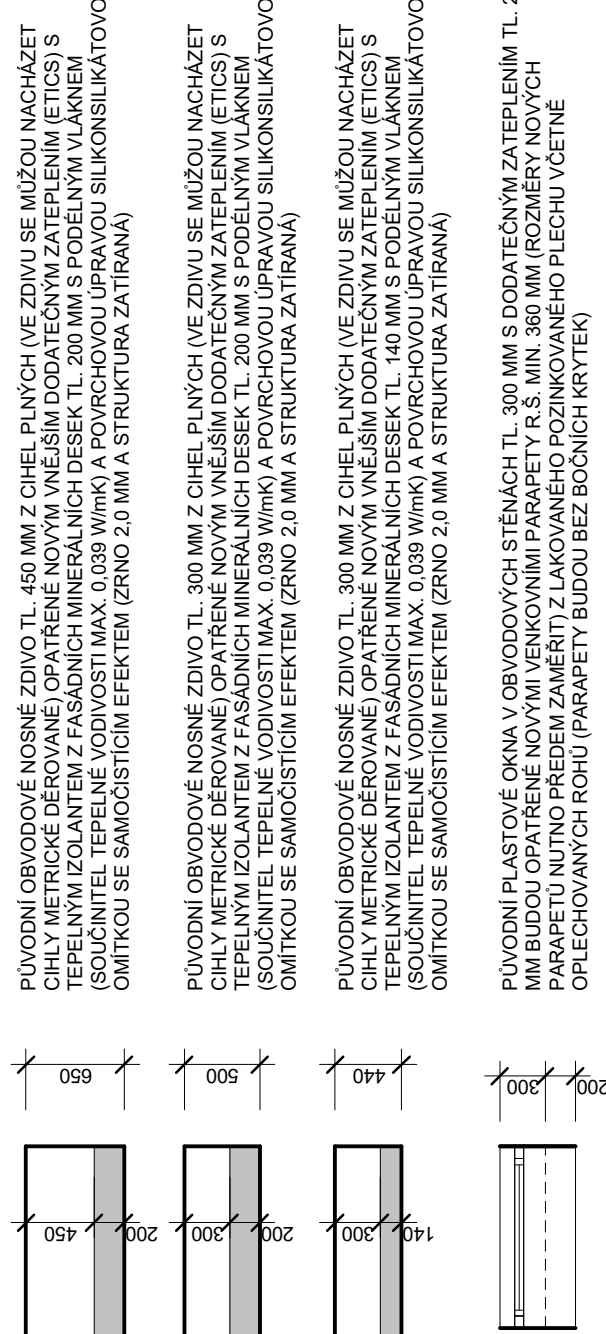 PŮVODNÍ OBVODOVÉ NOSNÉ ZDIVO TL. 450 MM Z CIHEL PLNÝCH (VE ZDIVU SE MŮŽOU NACHÁZET
CIHLY METRICKÉ DĚROVANÉ) OPATŘENÉ NOVÝM VNĚJŠÍM DODATEČNÝM ZATEPLENÍM (ETICS) S
TEPELNÝM IZOLANTEM Z FASÁDNÍCH MINERÁLNÍCH DESEK TL. 200 MM S PODÉLNÝM VLÁKNEM
(SOUČINITEL TEPELNÉ VODIVOSTI MAX. 0,039 W/mK) A POVRCHOVOU ÚPRAVOU SILIKONSILIKÁTOVO
OMÍTKOU SE SAMOČISTÍCÍM EFEKTEM (ZRNO 2,0 MM A STRUKTURA ZATÍRANÁ)
650
450
200
PŮVODNÍ OBVODOVÉ NOSNÉ ZDIVO TL. 300 MM Z CIHEL PLNÝCH (VE ZDIVU SE MŮŽOU NACHÁZET
CIHLY METRICKÉ DĚROVANÉ) OPATŘENÉ NOVÝM VNĚJŠÍM DODATEČNÝM ZATEPLENÍM (ETICS) S
TEPELNÝM IZOLANTEM Z FASÁDNÍCH MINERÁLNÍCH DESEK TL. 200 MM S PODÉLNÝM VLÁKNEM
(SOUČINITEL TEPELNÉ VODIVOSTI MAX. 0,039 W/mK) A POVRCHOVOU ÚPRAVOU SILIKONSILIKÁTOVO
OMÍTKOU SE SAMOČISTÍCÍM EFEKTEM (ZRNO 2,0 MM A STRUKTURA ZATÍRANÁ)
500
300
200
PŮVODNÍ OBVODOVÉ NOSNÉ ZDIVO TL. 300 MM Z CIHEL PLNÝCH (VE ZDIVU SE MŮŽOU NACHÁZET
CIHLY METRICKÉ DĚROVANÉ) OPATŘENÉ NOVÝM VNĚJŠÍM DODATEČNÝM ZATEPLENÍM (ETICS) S
TEPELNÝM IZOLANTEM Z FASÁDNÍCH MINERÁLNÍCH DESEK TL. 140 MM S PODÉLNÝM VLÁKNEM
(SOUČINITEL TEPELNÉ VODIVOSTI MAX. 0,039 W/mK) A POVRCHOVOU ÚPRAVOU SILIKONSILIKÁTOVO
OMÍTKOU SE SAMOČISTÍCÍM EFEKTEM (ZRNO 2,0 MM A STRUKTURA ZATÍRANÁ)
440
300
140
PŮVODNÍ PLASTOVÉ OKNA V OBVODOVÝCH STĚNÁCH TL. 300 MM S DODATEČNÝM ZATEPLENÍM TL.
MM BUDOU OPATŘENÉ NOVÝMI VENKOVNÍMI PARAPETY R.Š. MIN. 360 MM (ROZMĚRY NOVÝCH
PARAPETŮ NUTNO PŘEDEM ZAMĚŘIT) Z LAKOVANÉHO POZINKOVANÉHO PLECHU VČETNĚ
OPLECHOVANÝCH ROHŮ (PARAPETY BUDOU BEZ BOČNÍCH KRYTEK)
300
200